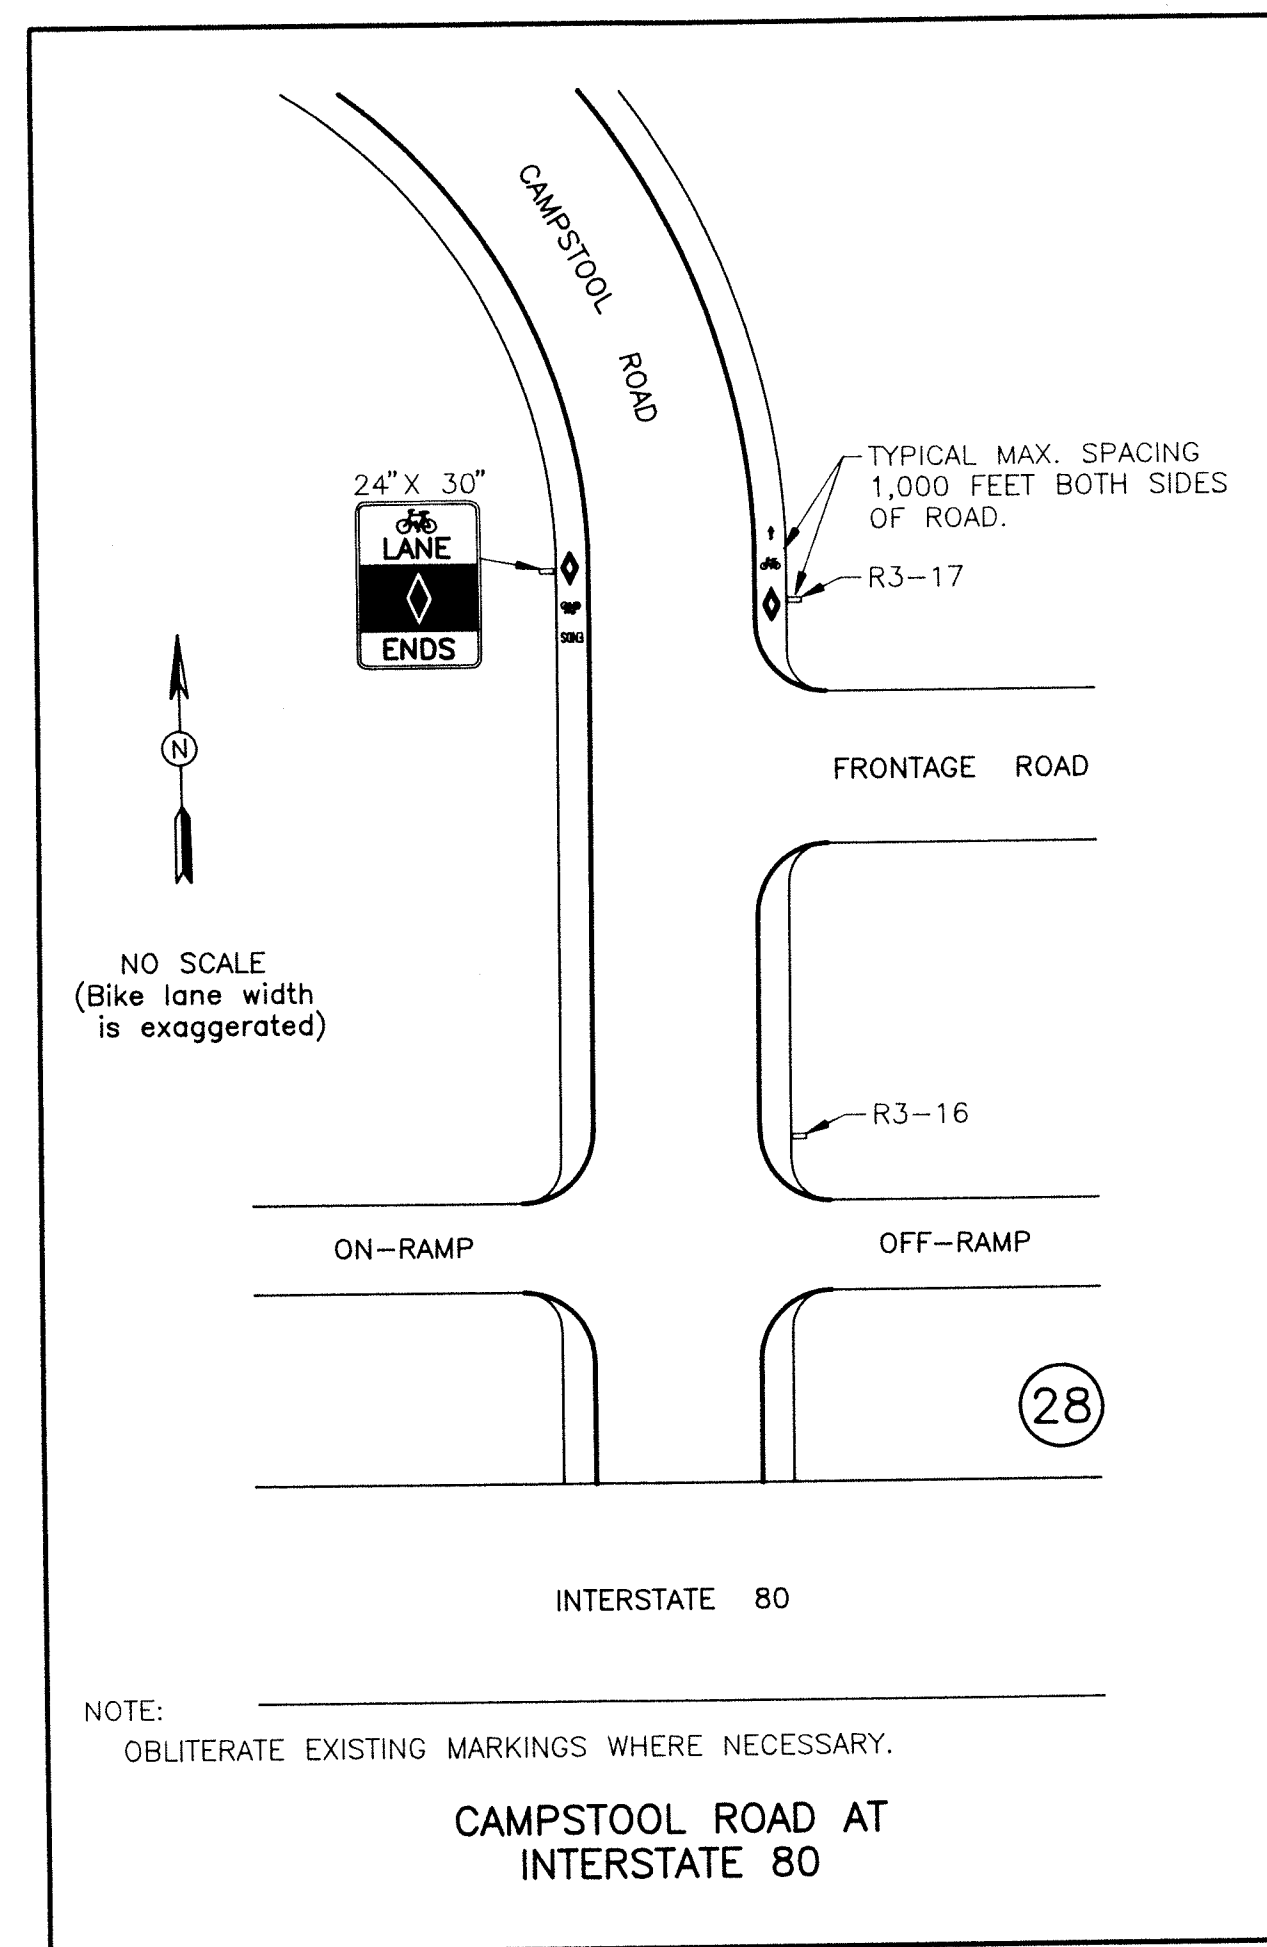 CAMPSTOOL ROAD
24" X 30"
LANE
ENDS
TYPICAL MAX. SPACING
1,000 FEET BOTH SIDES
OF ROAD.
R3-17
ENDS
N
FRONTAGE ROAD
NO SCALE
(Bike lane width
is exaggerated)
R3-16
ON-RAMP
OFF-RAMP
28
INTERSTATE 80
NOTE:
OBLITERATE EXISTING MARKINGS WHERE NECESSARY.
CAMPSTOOL ROAD AT
INTERSTATE 80